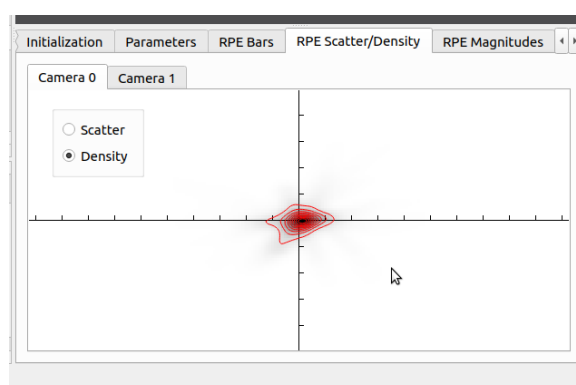 Initialization Parameters RPE Bars RPE Scatter/Density RPE Magnitudes
Camera 0 Camera 1
Scatter
Density